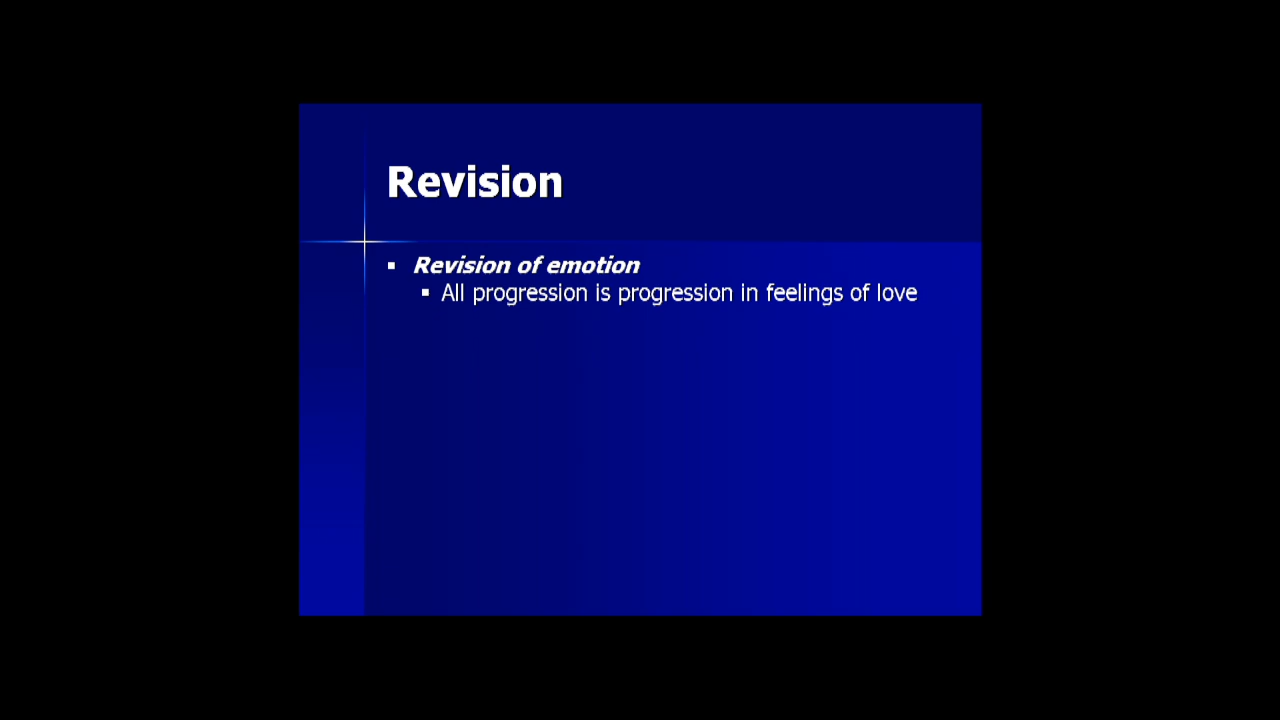 Revision
Revision of emotion
All progression is progression in feelings of love